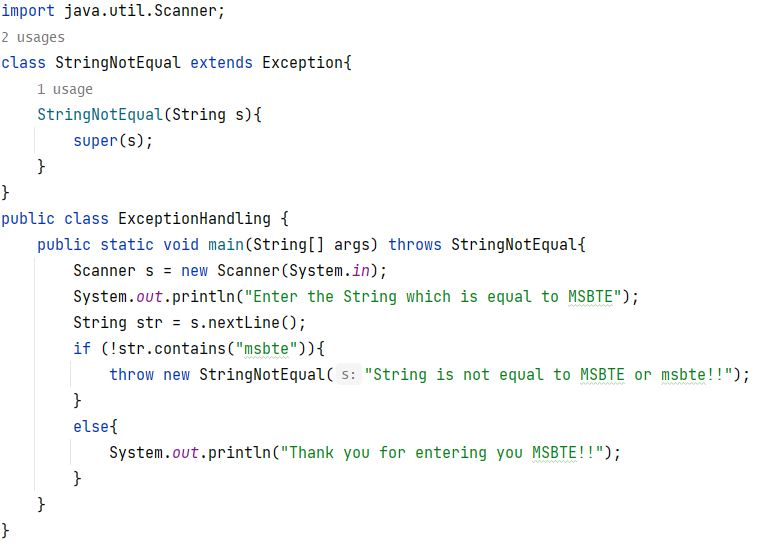 import java.util.Scanner;
2 usages
class StringNotEqual extends Exception{
1 usage
StringNotEqual(String s){
super(s);
}
}
public class ExceptionHandling {
public static void main(String[] args) throws StringNotEqual{
Scanner s = new Scanner(System.in);
System.out.println("Enter the String which is equal to MSBTE");
String str = s.nextLine();
if (!str.contains("msbte")){
throw new StringNotEqual( s: "String is not equal to MSBTE or msbte!!");
}
else{
System.out.println("Thank you for entering you MSBTE!!");
}
}
}